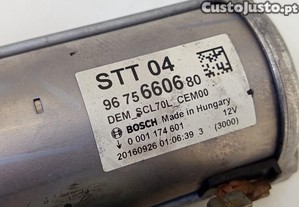 CustoJusto.pt
STT 04
96 756606 80
DEM_SCL70L_CEM00
BOSCH Made in Hungary
0 001 174 601 12V
20160926 01:06:39 3 (3000)